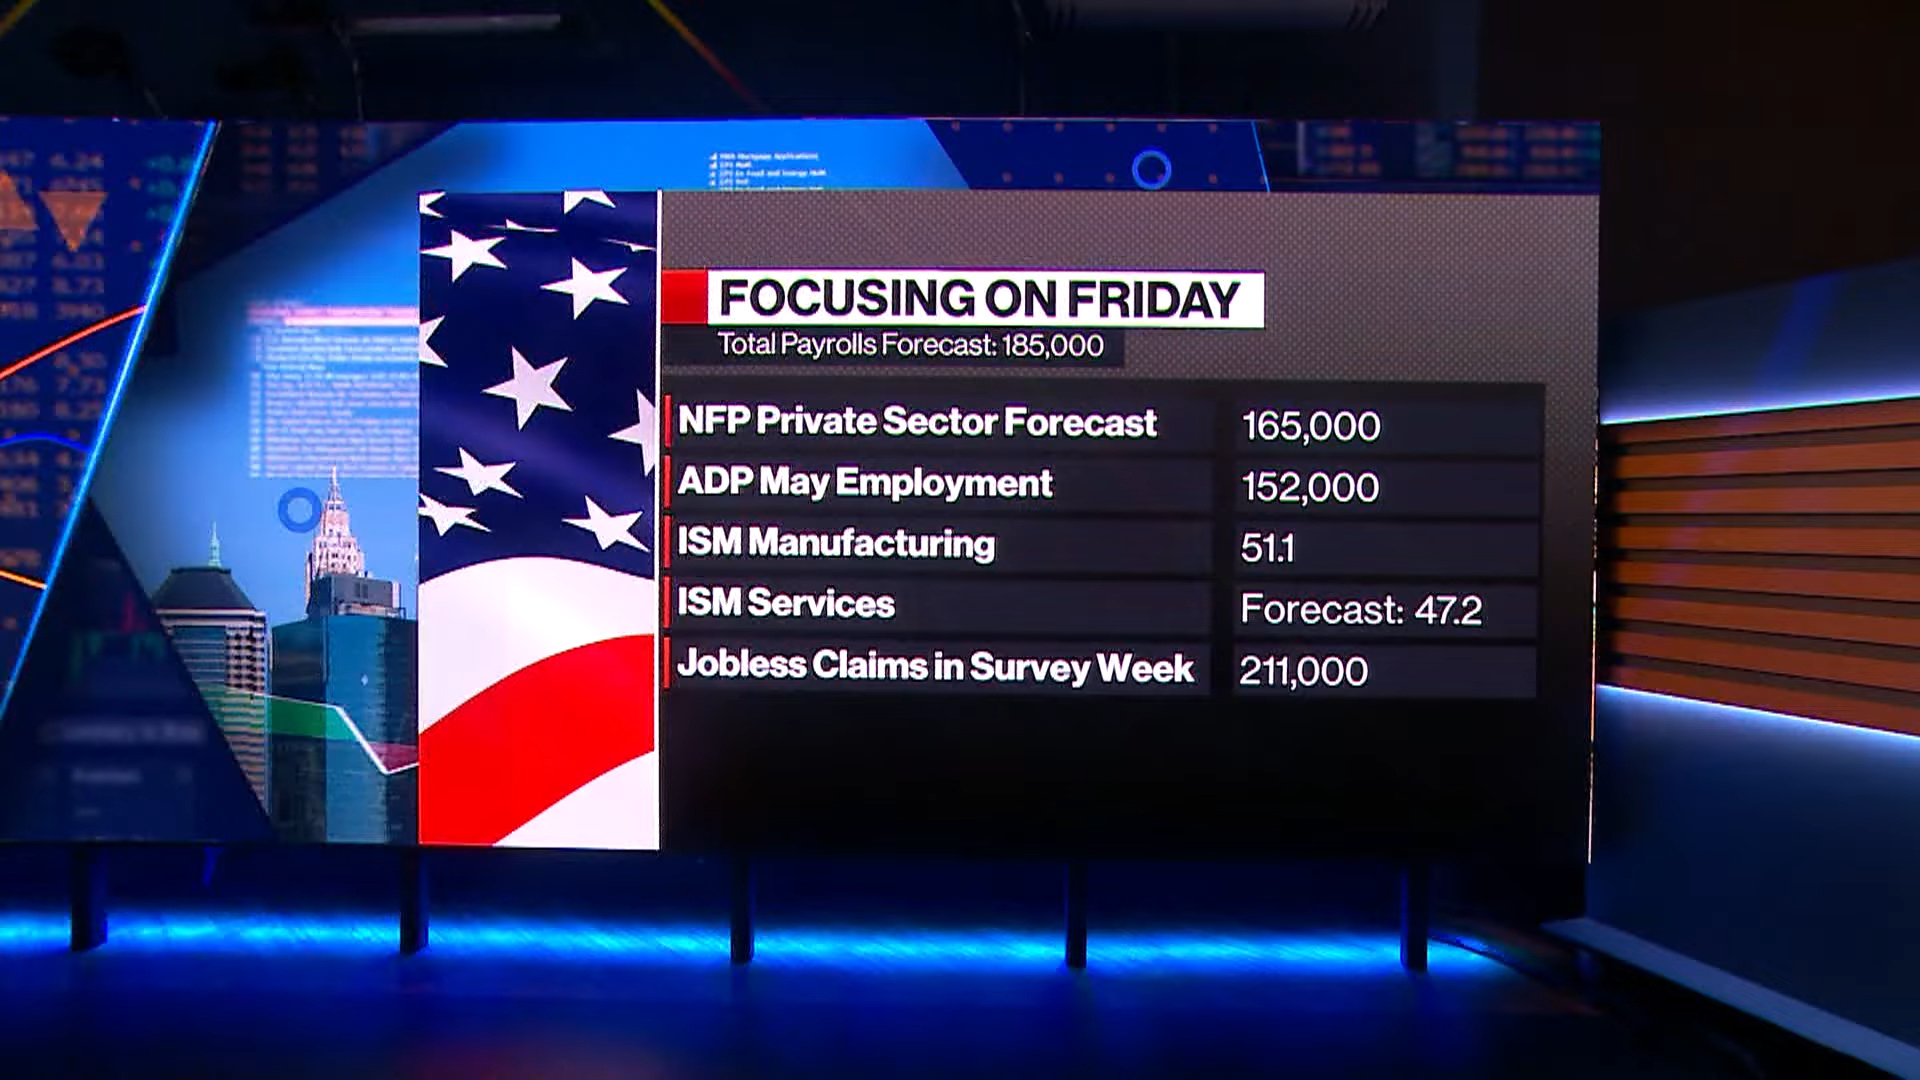 FOCUSING ON FRIDAY
Total Payrolls Forecast: 185,000
NFP Private Sector Forecast 165,000
ADP May Employment 152,000
ISM Manufacturing 51.1
ISM Services Forecast: 47.2
Jobless Claims in Survey Week 211,000